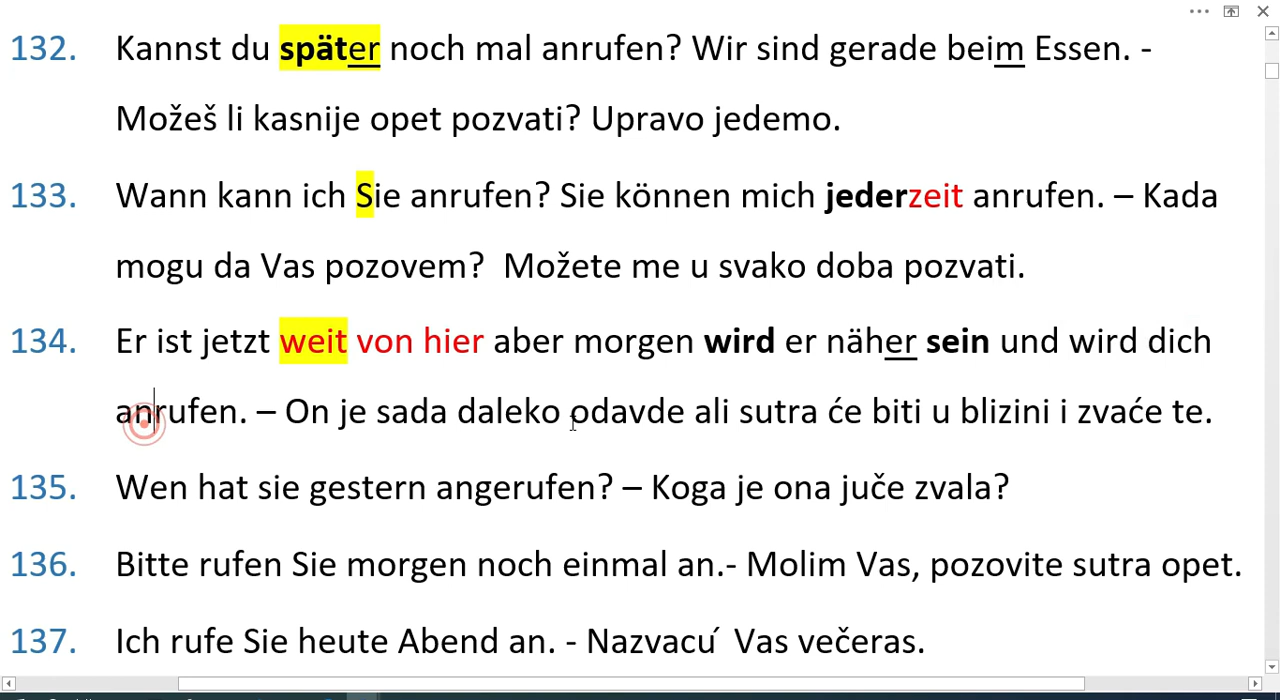 132. Kannst du später noch mal anrufen? Wir sind gerade beim Essen. -
Možeš li kasnije opet pozvati? Upravo jedemo.
133. Wann kann ich Sie anrufen? Sie können mich jederzeit anrufen. – Kada
mogu da Vas pozovem?  Možete me u svako doba pozvati.
134. Er ist jetzt weit von hier aber morgen wird er näher sein und wird dich
anrufen. – On je sada daleko odavde ali sutra će biti u blizini i zvaće te.
135. Wen hat sie gestern angerufen? – Koga je ona juče zvala?
136. Bitte rufen Sie morgen noch einmal an.- Molim Vas, pozovite sutra opet.
137. Ich rufe Sie heute Abend an. - Nazvacú  Vas večeras.